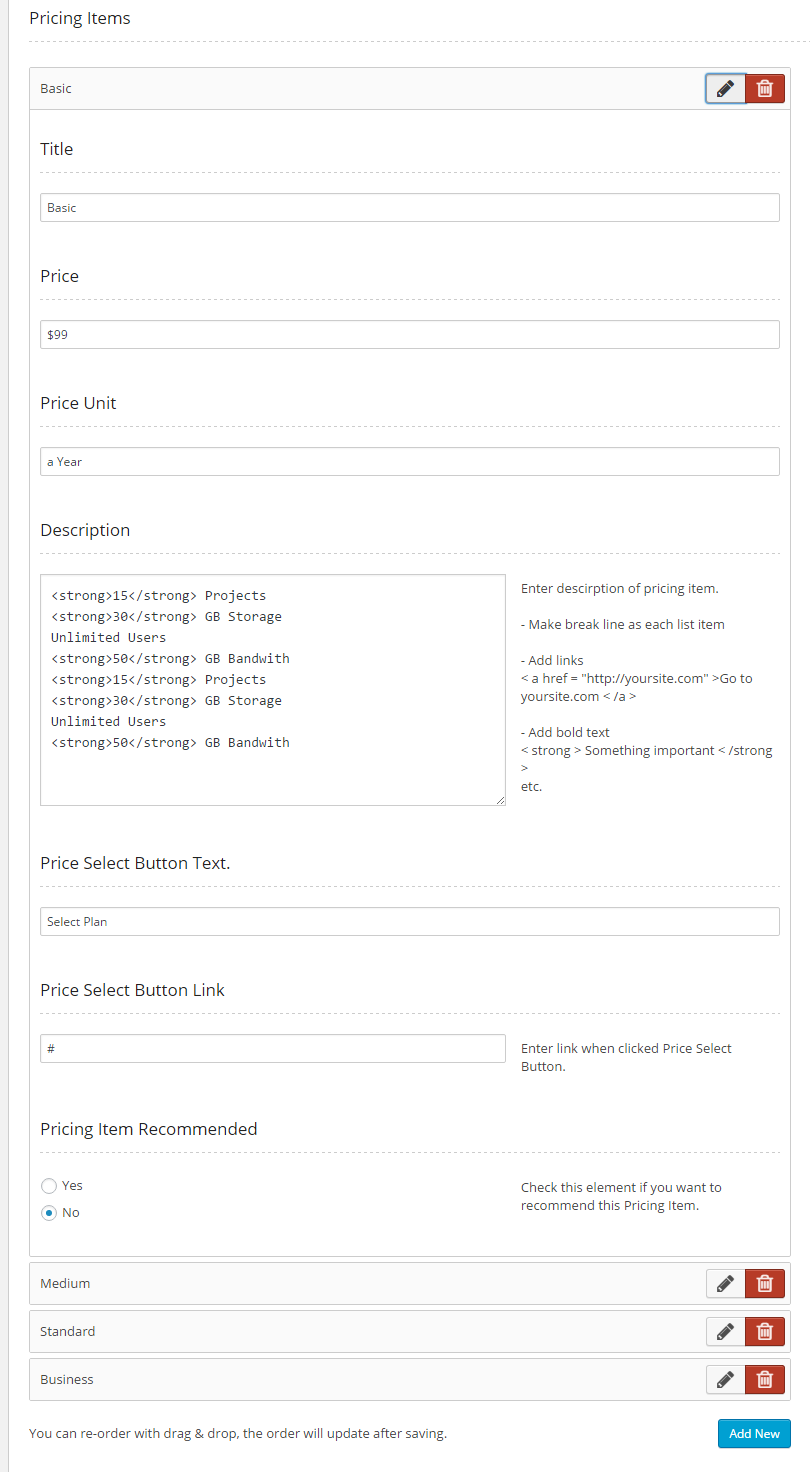 Pricing Items
Basic
Title
Basic
Price
$99
Price Unit
a Year
Description
<strong>15</strong> Projects
<strong>30</strong> GB Storage
Unlimited Users
<strong>50</strong> GB Bandwith
<strong>15</strong> Projects
<strong>30</strong> GB Storage
Unlimited Users
<strong>50</strong> GB Bandwith
Enter descirption of pricing item.
- Make break line as each list item
- Add links
< a href = "http://yoursite.com" >Go to
yoursite.com < /a >
- Add bold text
< strong > Something important < /strong
>
etc.
Price Select Button Text.
Select Plan
Price Select Button Link
#
Enter link when clicked Price Select
Button.
Pricing Item Recommended
Yes
No
Check this element if you want to
recommend this Pricing Item.
Medium
Standard
Business
You can re-order with drag & drop, the order will update after saving.
Add New